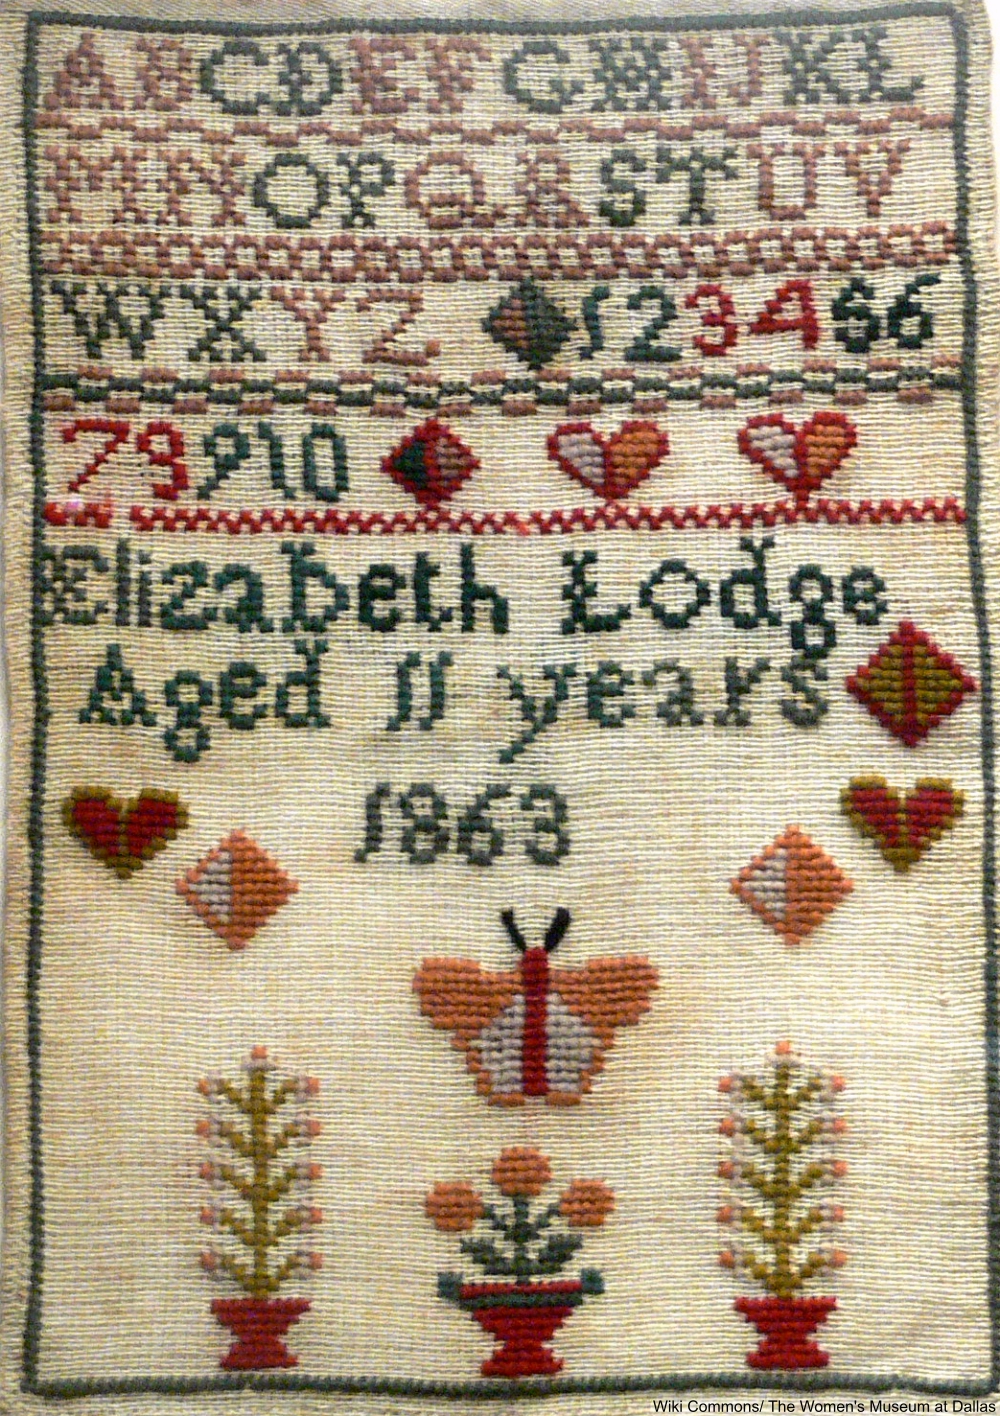 ABCDEFGHIJKL
MNOPQRSTUV
WXYZ 123456
78910
Elizabeth Lodge
Aged 11 years
1863
Wiki Commons/ The Women's Museum at Dallas